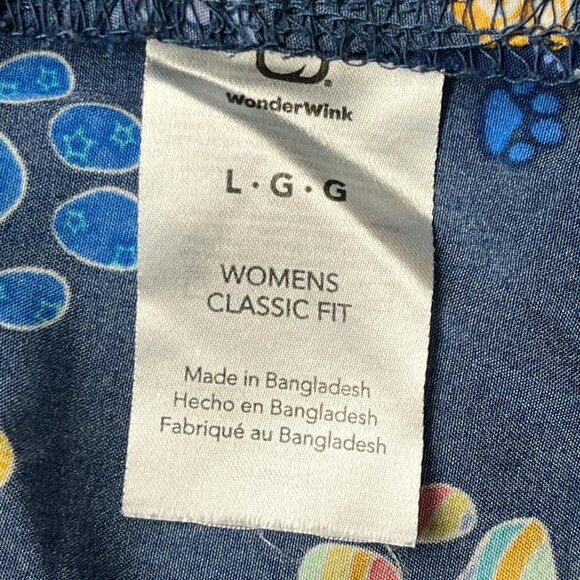 WonderWink
L · G · G
WOMENS
CLASSIC FIT
Made in Bangladesh
Hecho en Bangladesh
Fabriqué au Bangladesh